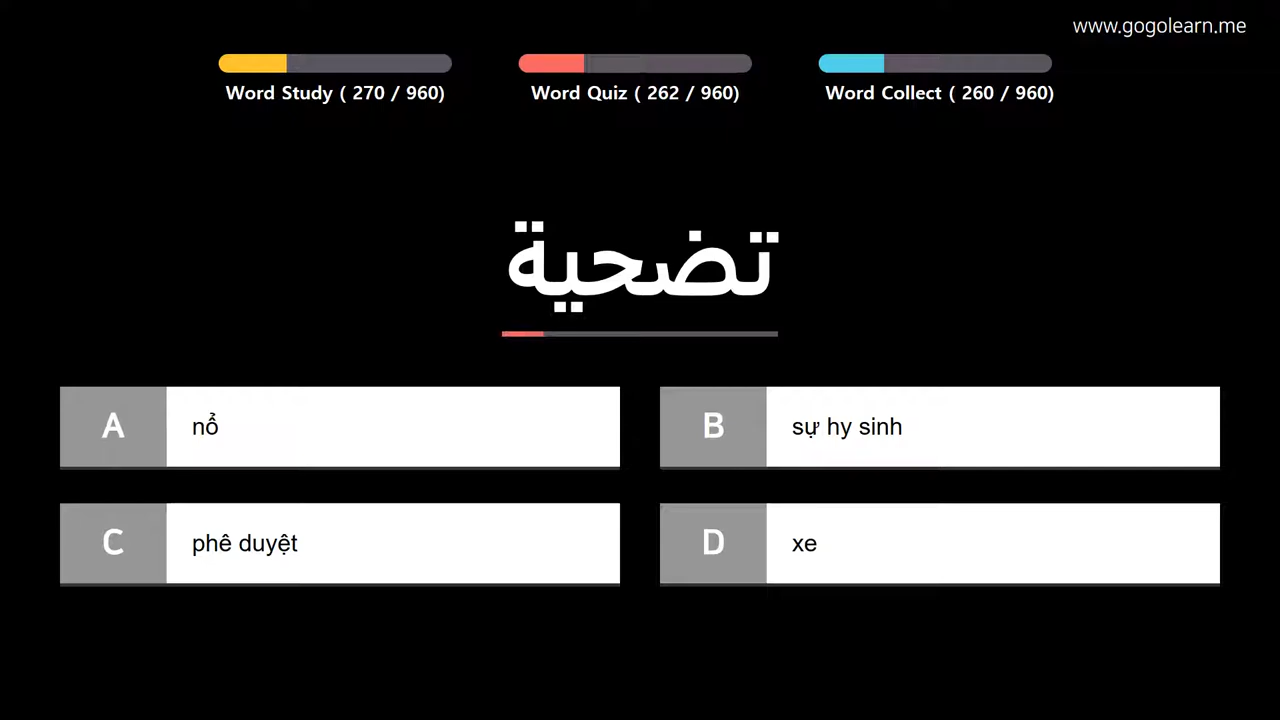 www.gogolearn.me
Word Study ( 270 / 960)
Word Quiz ( 262 / 960)
Word Collect ( 260 / 960)
تضحية
A nổ
B sự hy sinh
C phê duyệt
D xe